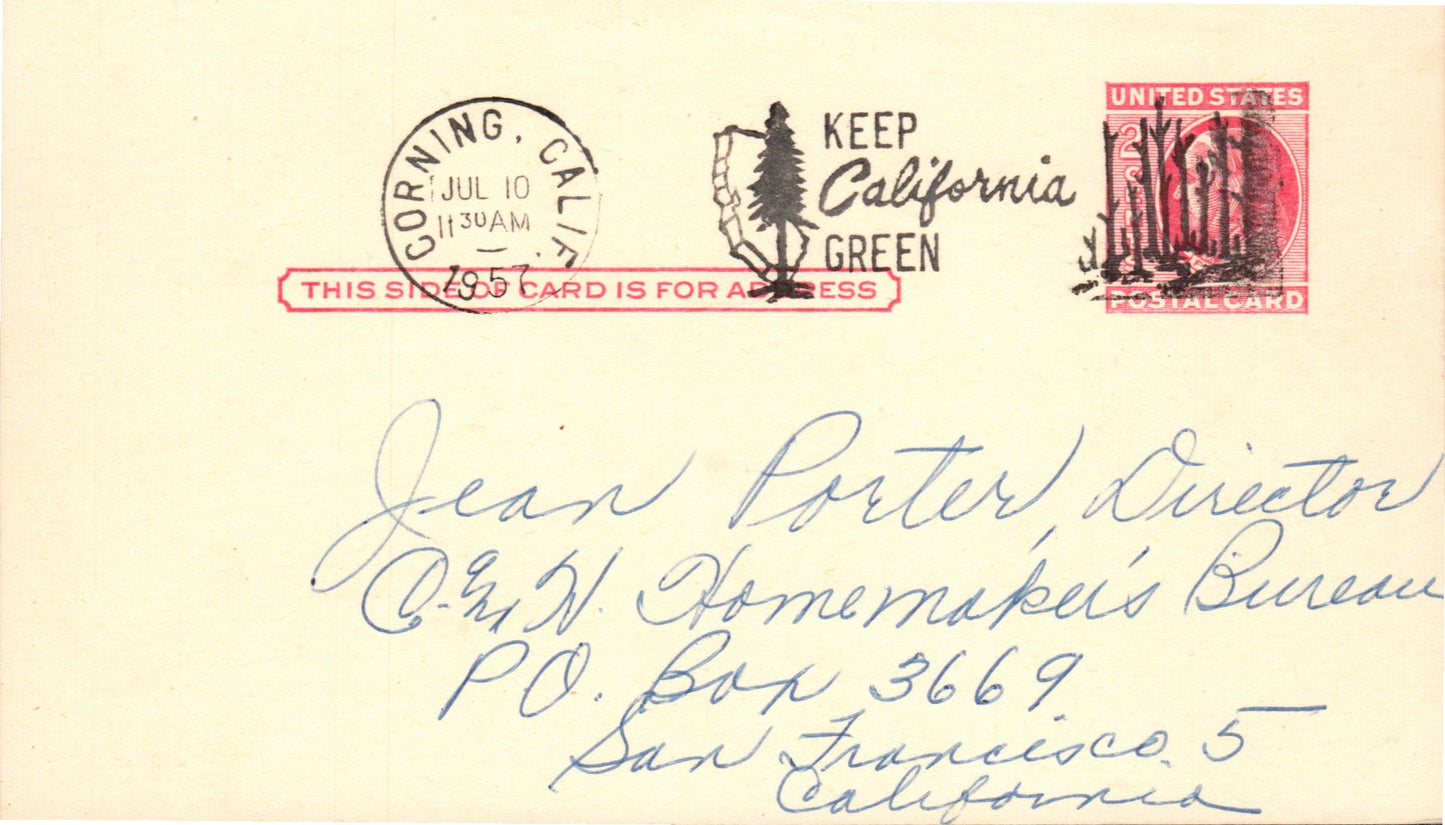 CORNING, CALIF.
JUL 10
11 30 AM
1957
KEEP
California
GREEN
UNITED STATES
2
POSTAL CARD
THIS SIDE OF CARD IS FOR ADDRESS
Jean Porter, Director
C. & H. Homemaker's Bureau
P.O. Box 3669
San Francisco 5
California